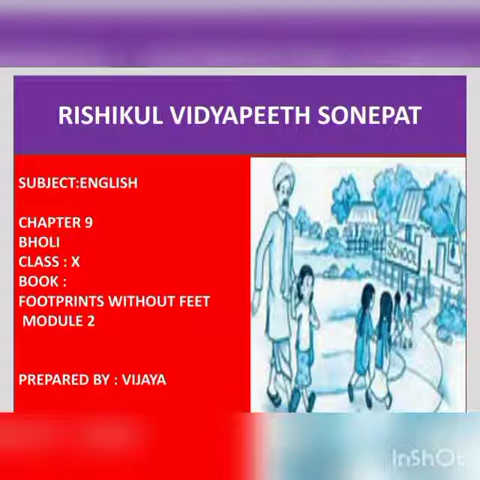 RISHIKUL VIDYAPEETH SONEPAT
SUBJECT:ENGLISH
CHAPTER 9
BHOLI
CLASS : X
BOOK :
FOOTPRINTS WITHOUT FEET
MODULE 2
PREPARED BY : VIJAYA
SCHOOL
InShOt